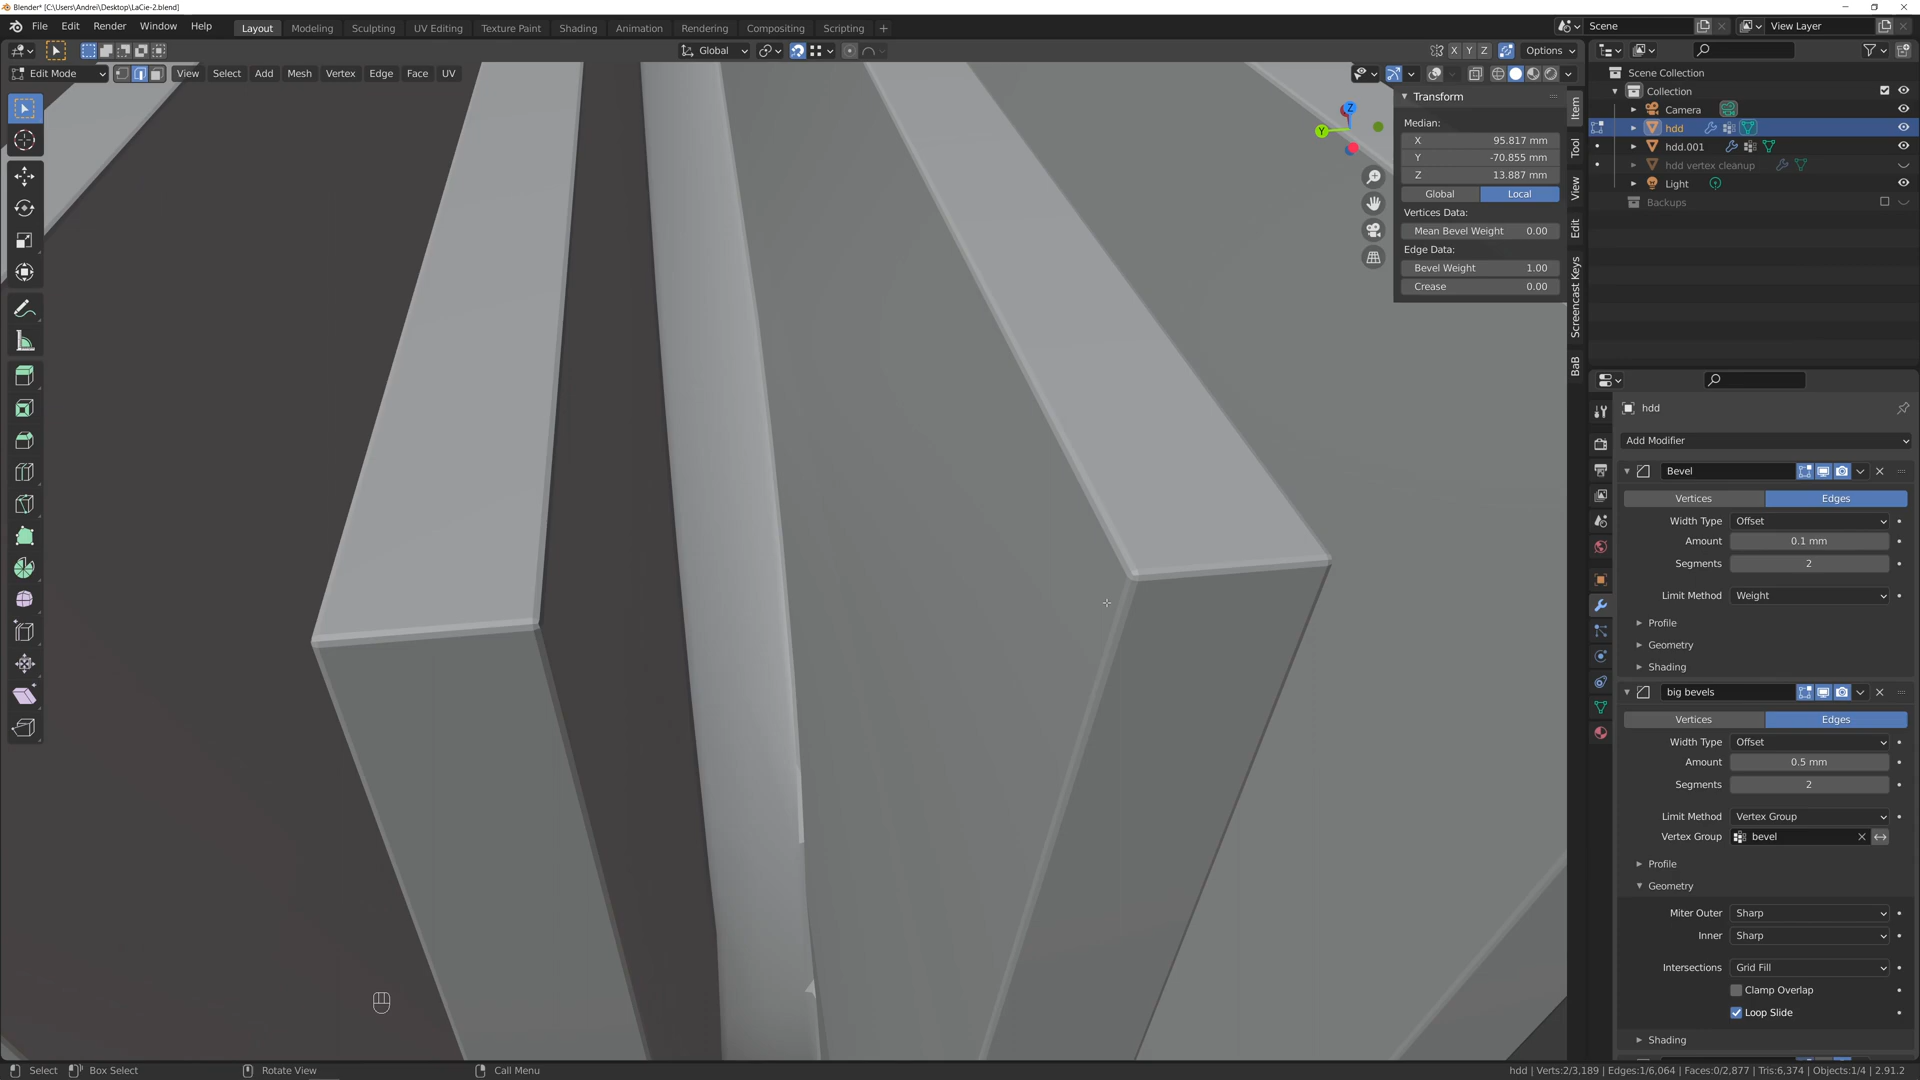 Blender* [C:\Users\Andrei\Desktop\LaCie-2.blend]
File Edit Render Window Help
Layout Modeling Sculpting UV Editing Texture Paint Shading Animation Rendering Compositing Scripting +
Scene View Layer
Global X Y Z Options
Edit Mode View Select Add Mesh Vertex Edge Face UV
Scene Collection
Collection
Camera
hdd
hdd.001
hdd vertex cleanup
Light
Backups
Z
Y
Transform
Median:
X 95.817 mm
Y -70.855 mm
Z 13.887 mm
Global Local
Vertices Data:
Mean Bevel Weight 0.00
Edge Data:
Bevel Weight 1.00
Crease 0.00
Item
Tool
View
Edit
Screencast Keys
BaB
hdd
Add Modifier
Bevel
Vertices Edges
Width Type Offset
Amount 0.1 mm
Segments 2
Limit Method Weight
Profile
Geometry
Shading
big bevels
Vertices Edges
Width Type Offset
Amount 0.5 mm
Segments 2
Limit Method Vertex Group
Vertex Group bevel
Profile
Geometry
Miter Outer Sharp
Inner Sharp
Intersections Grid Fill
Clamp Overlap
Loop Slide
Shading
Select Box Select Rotate View Call Menu
hdd | Verts:2/3,189 | Edges:1/6,064 | Faces:0/2,877 | Tris:6,374 | Objects:1/4 | 2.91.2